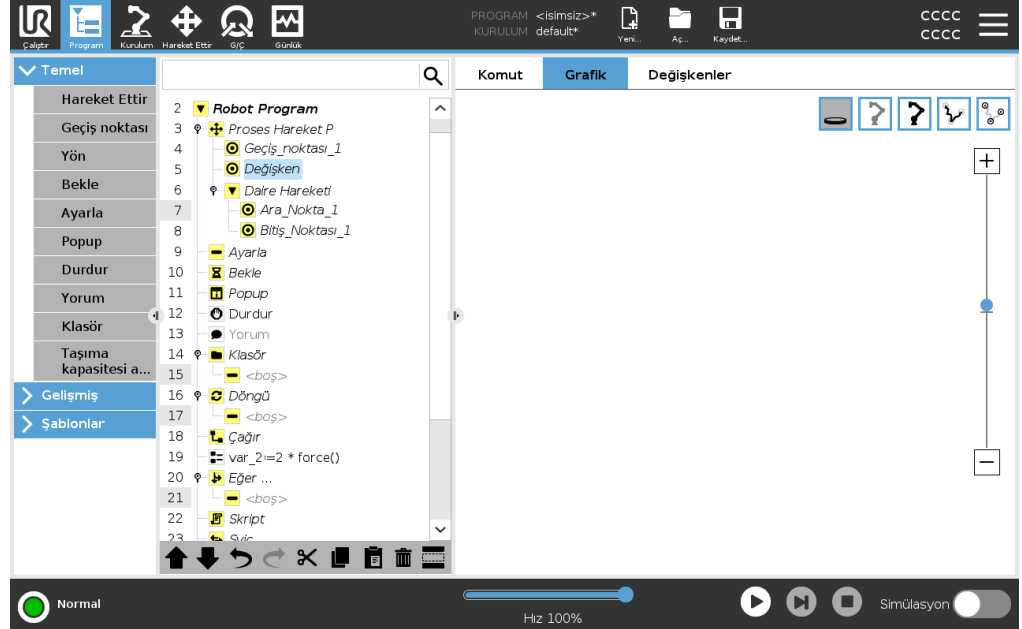 PROGRAM <isimsiz>*
KURULUM default*
Çalıştır
Program
Kurulum
Hareket Ettir
G/Ç
Günlük
Yeni...
Aç...
Kaydet...
CCCC
CCCC
Temel
Hareket Ettir
Geçiş noktası
Yön
Bekle
Ayarla
Popup
Durdur
Yorum
Klasör
Taşıma
kapasitesi a...
Gelişmiş
Şablonlar
2 Robot Program
3 Proses Hareket P
4 Geçiş_noktası_1
5 Değişken
6 Daire Hareketi
7 Ara_Nokta_1
8 Bitiş_Noktası_1
9 Ayarla
10 Bekle
11 Popup
12 Durdur
13 Yorum
14 Klasör
15 <boş>
16 Döngü
17 <boş>
18 Çağır
19 var_2:=2 * force()
20 Eğer ...
21 <boş>
22 Skript
23 Sviç
Komut
Grafik
Değişkenler
Normal
Hız 100%
Simülasyon